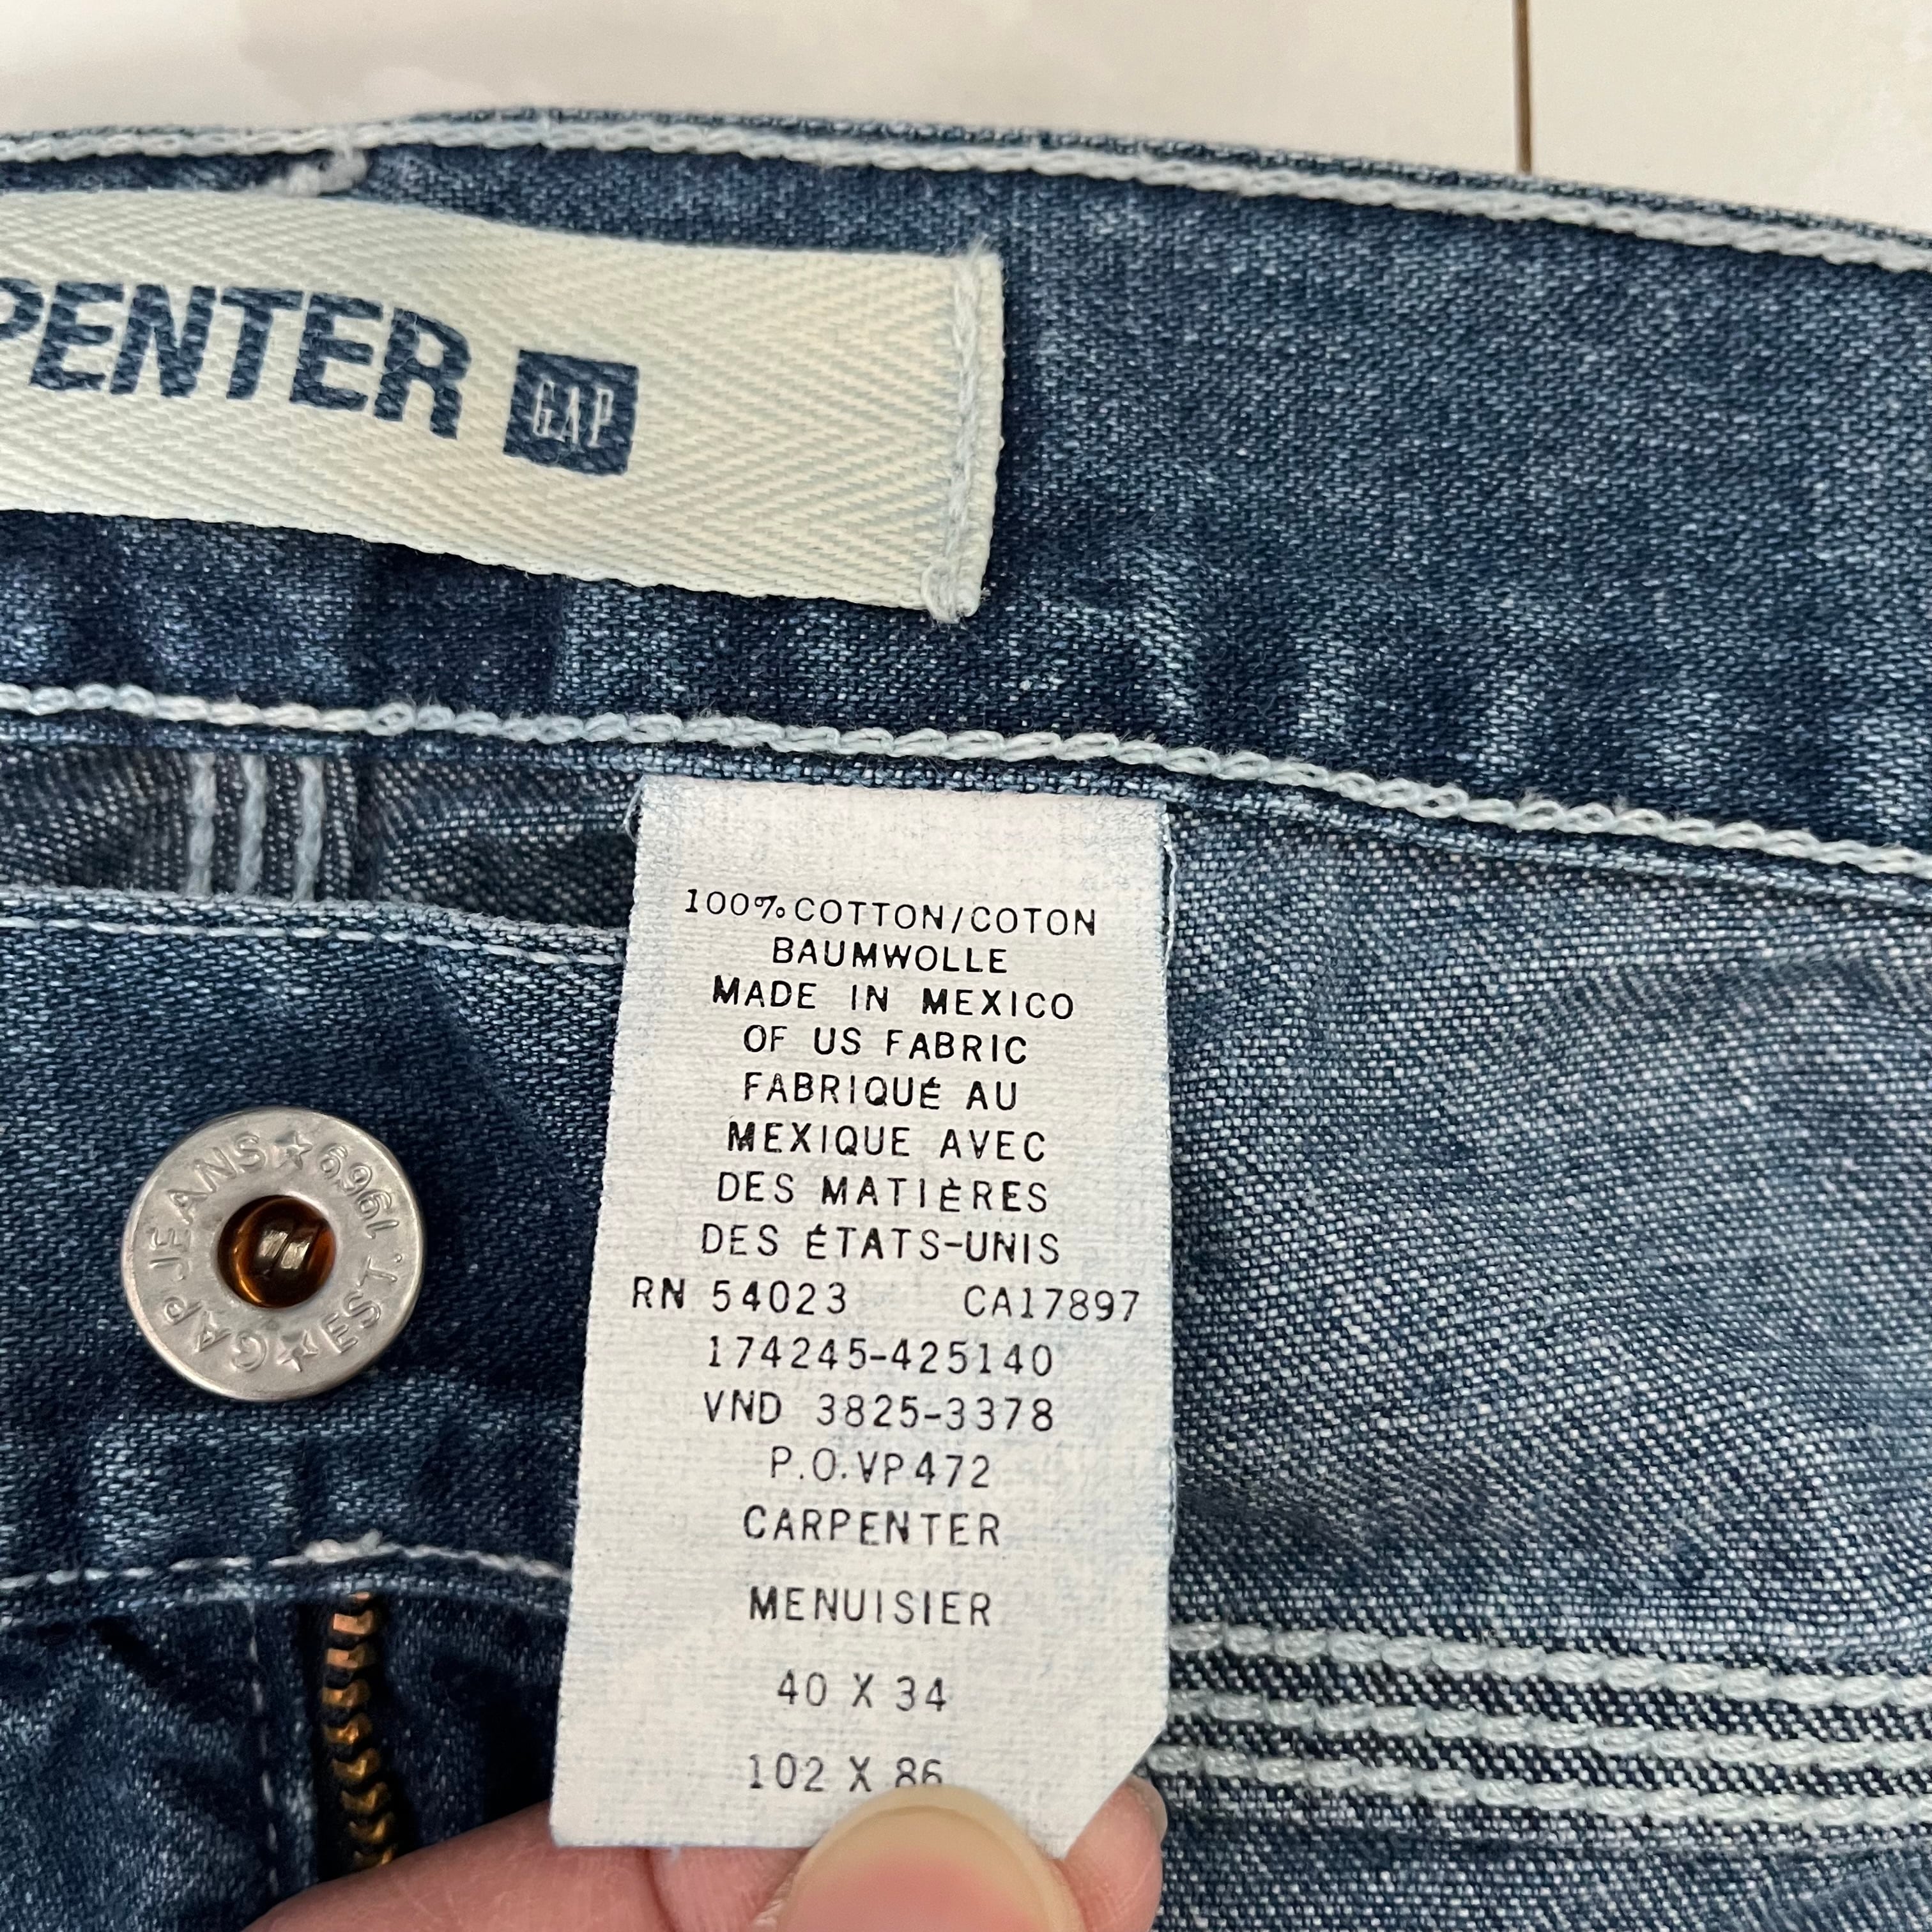 PENTER GAP
100% COTTON/COTON
BAUMWOLLE
MADE IN MEXICO
OF US FABRIC
FABRIQUÉ AU
MEXIQUE AVEC
DES MATIÈRES
DES ÉTATS-UNIS
RN 54023 CA17897
174245-425140
VND 3825-3378
P.O.VP472
CARPENTER
MENUISIER
40 X 34
102 X 86
GAP JEANS ★ EST. 1969 ★